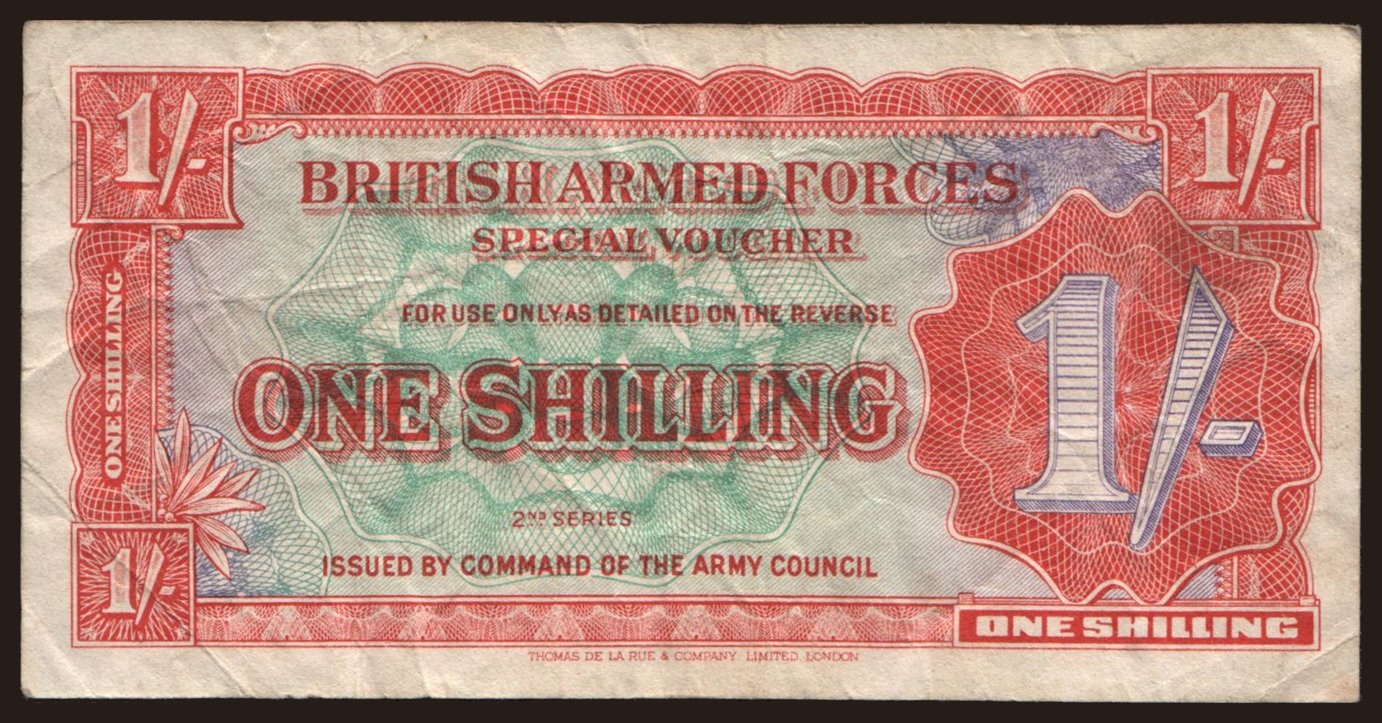 1/-
1/-
BRITISH ARMED FORCES
SPECIAL VOUCHER
FOR USE ONLY AS DETAILED ON THE REVERSE
ONE SHILLING
ONE SHILLING
1/-
2ND SERIES
ISSUED BY COMMAND OF THE ARMY COUNCIL
1/-
ONE SHILLING
THOMAS DE LA RUE & COMPANY LIMITED, LONDON